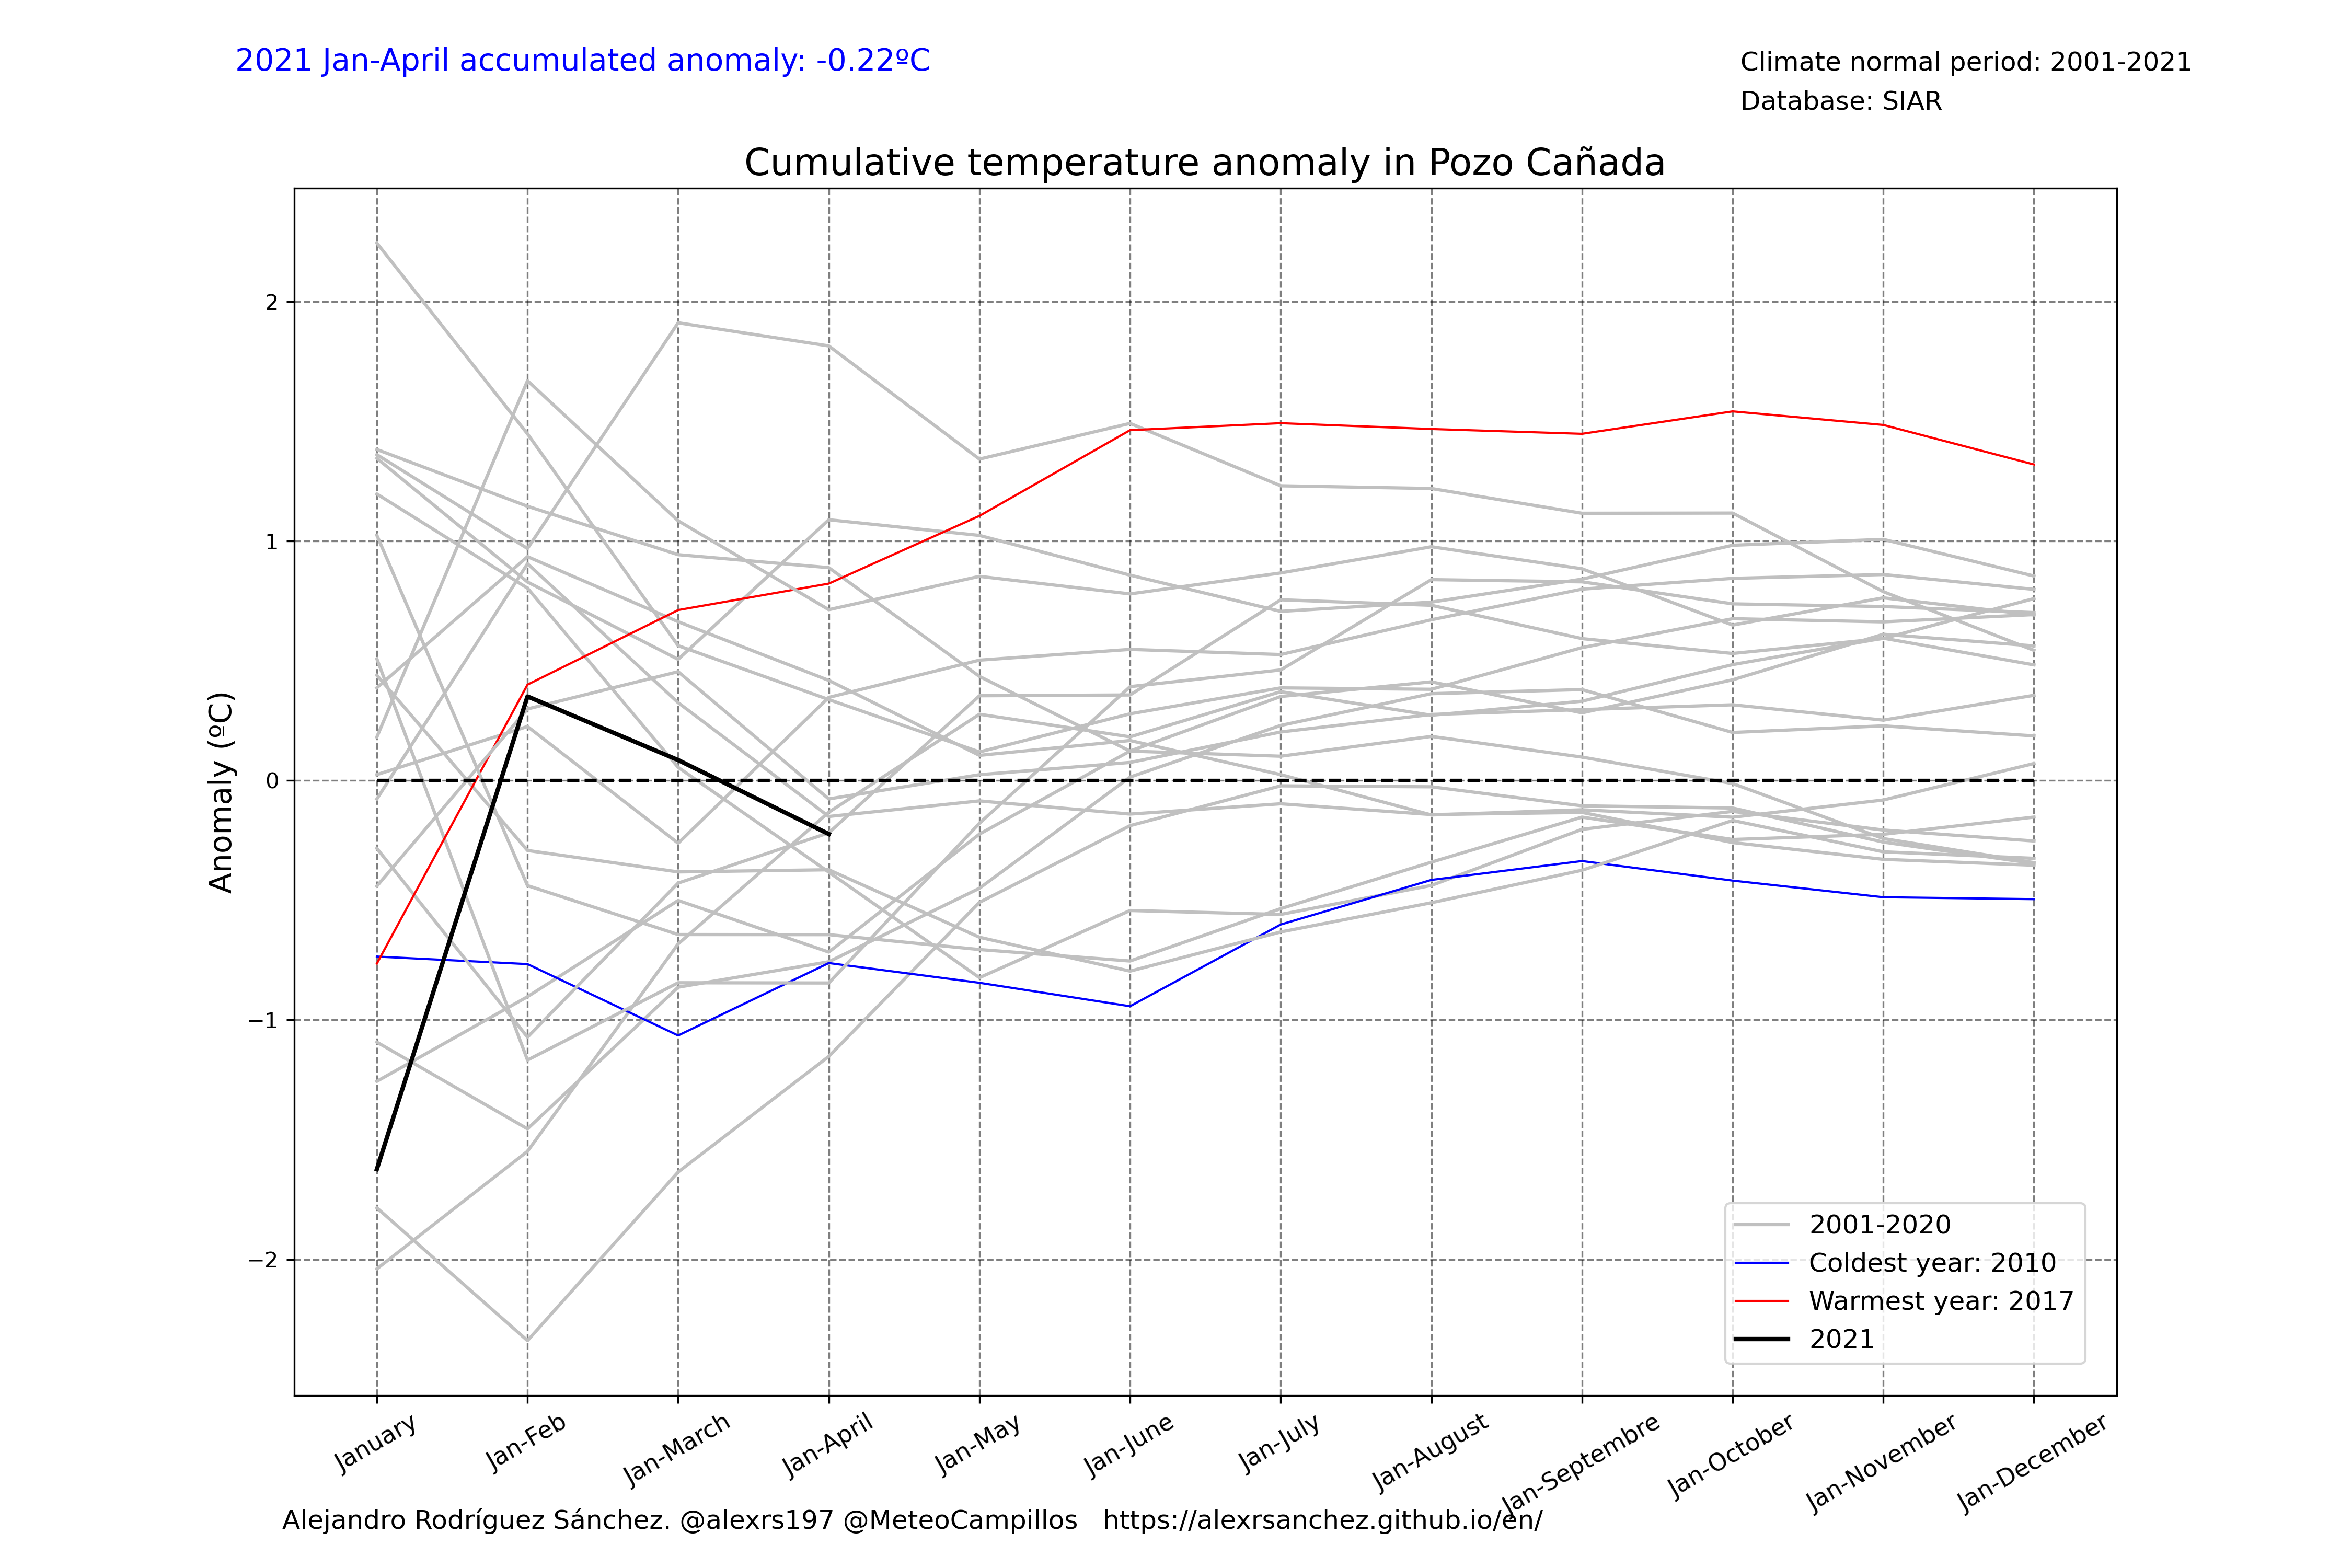 2021 Jan-April accumulated anomaly: -0.22ºC
Climate normal period: 2001-2021
Database: SIAR
Cumulative temperature anomaly in Pozo Cañada
Anomaly (ºC)
2
1
0
−1
−2
2001-2020
Coldest year: 2010
Warmest year: 2017
2021
January
Jan-Feb
Jan-March
Jan-April
Jan-May
Jan-June
Jan-July
Jan-August
Jan-Septembre
Jan-October
Jan-November
Jan-December
Alejandro Rodríguez Sánchez. @alexrs197 @MeteoCampillos https://alexrsanchez.github.io/en/